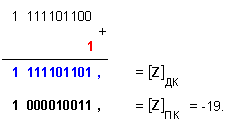 1 111101100
+
1
1 111101101 , = [Z]ДК
1 000010011 , = [Z]ПК = -19.